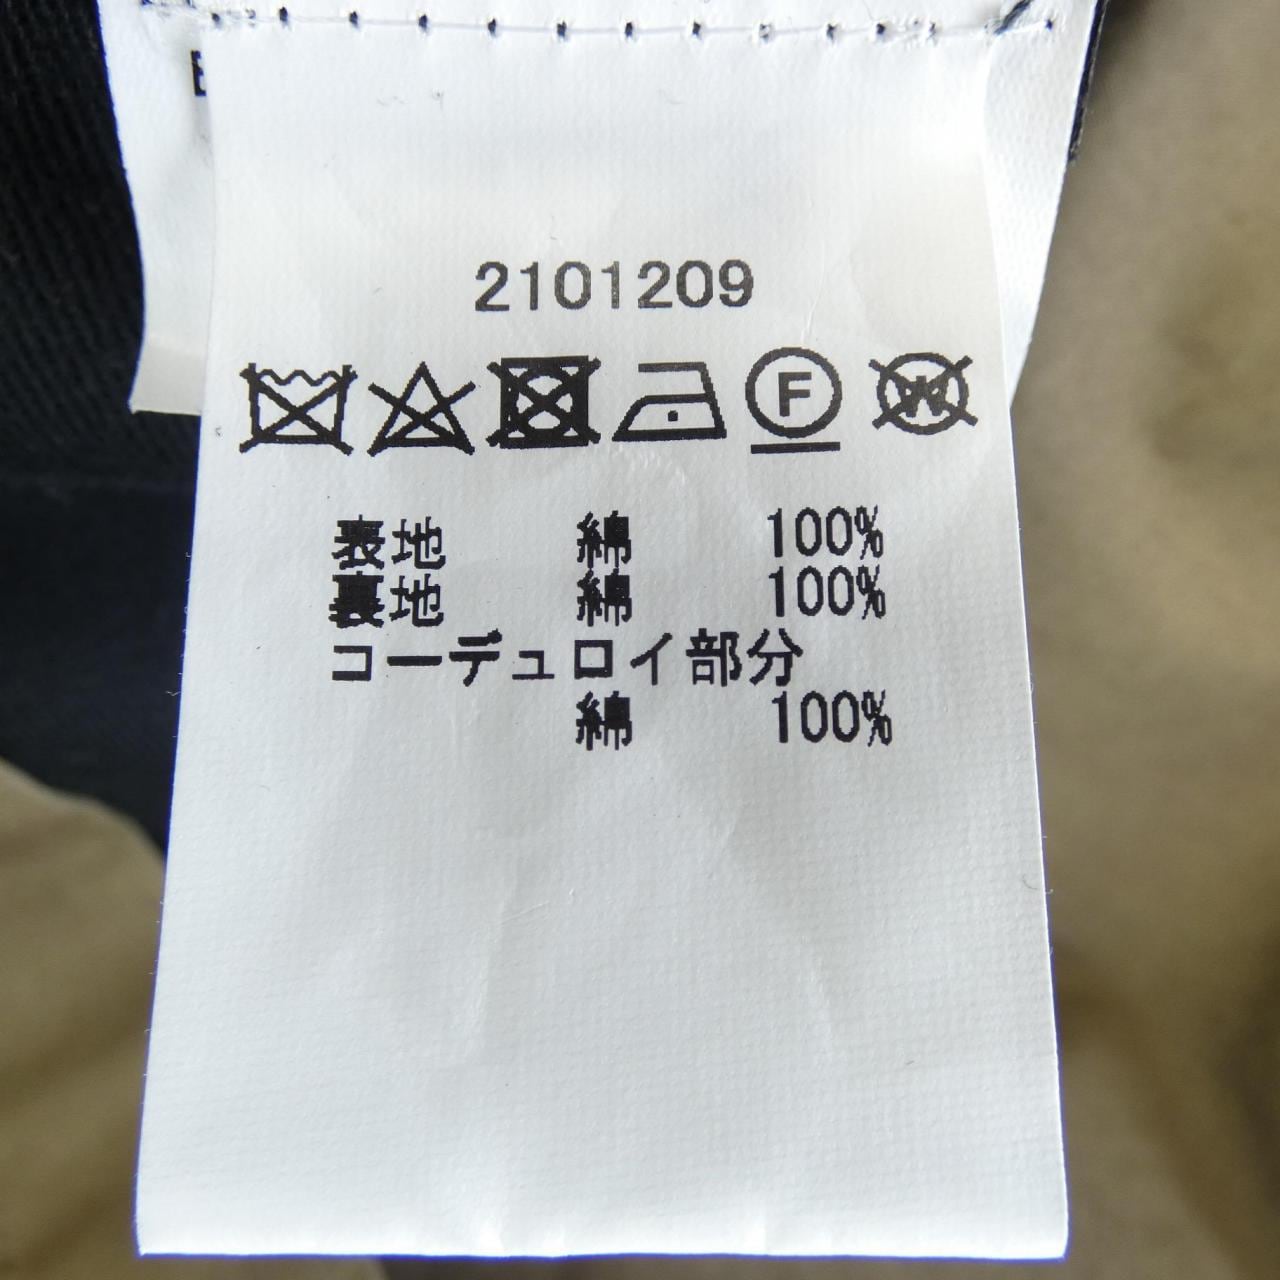 2101209
F W
表地 綿 100%
裏地 綿 100%
コーデュロイ部分
綿 100%